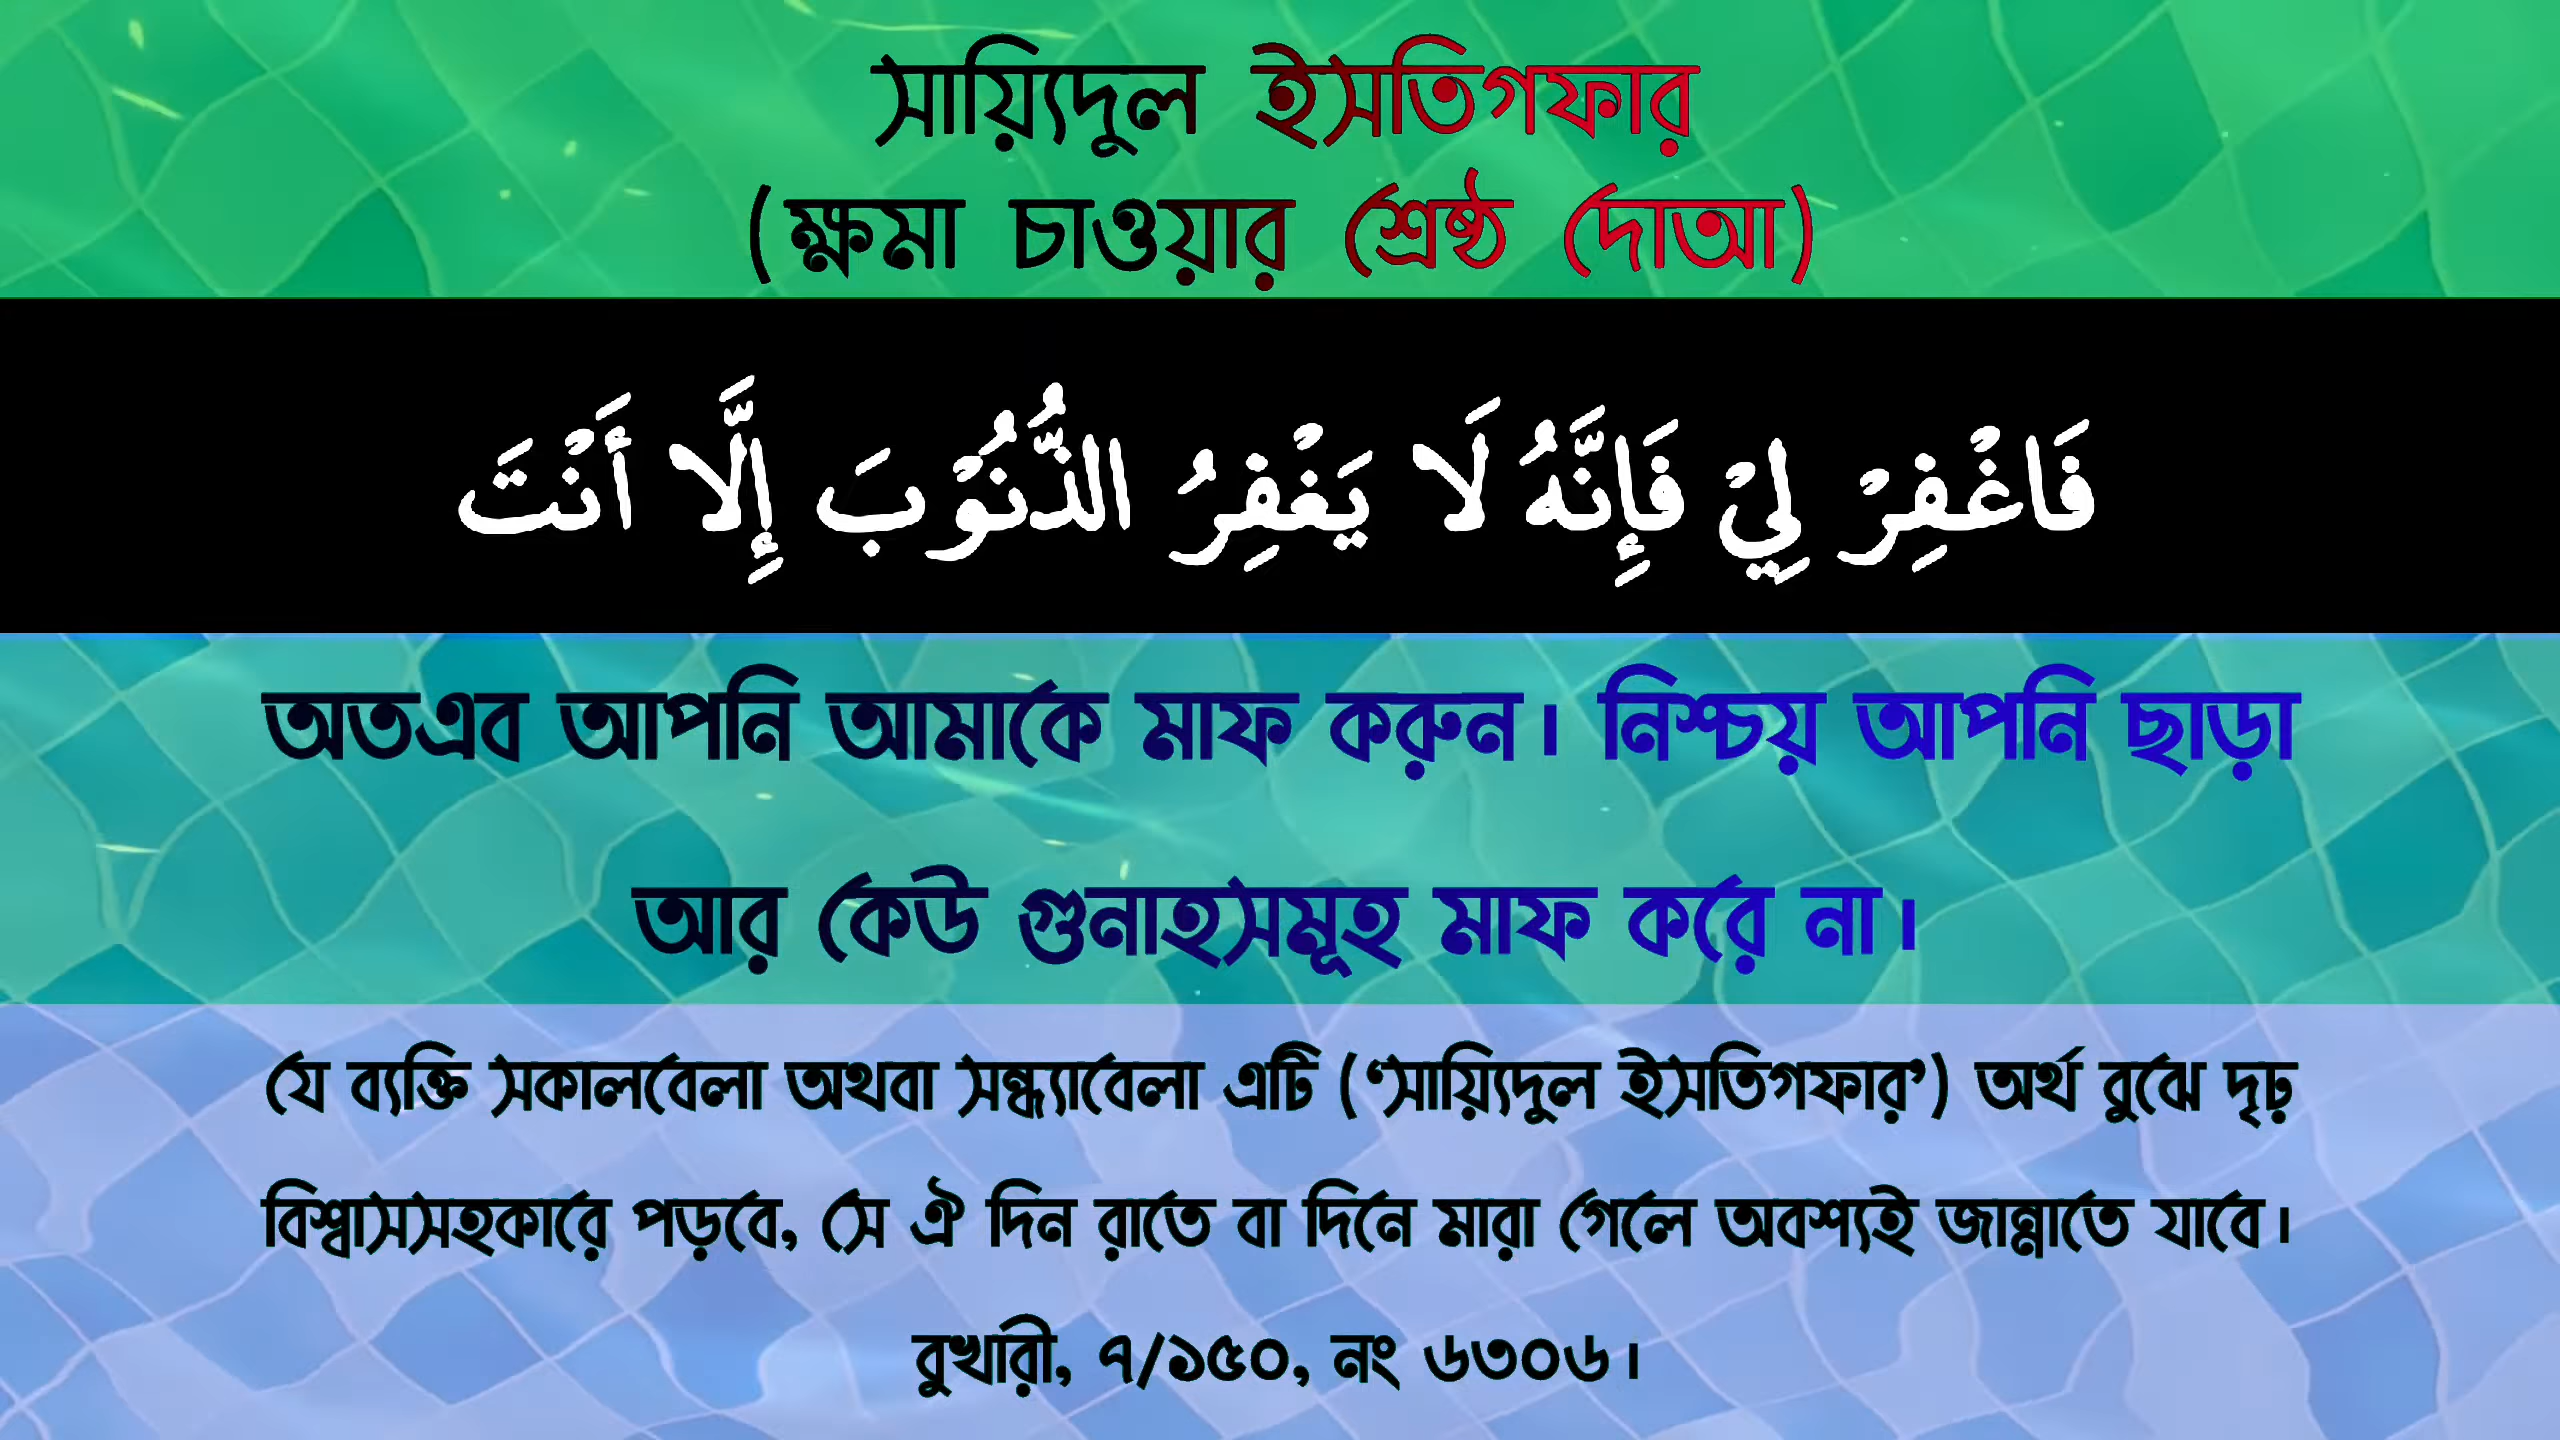 সায়্যিদুল ইসতিগফার
(ক্ষমা চাওয়ার শ্রেষ্ঠ দোআ)
فَاغْفِرْ لِيْ فَإِنَّهُ لَا يَغْفِرُ الذُّنُوْبَ إِلَّا أَنْتَ
অতএব আপনি আমাকে মাফ করুন। নিশ্চয় আপনি ছাড়া
আর কেউ গুনাহসমূহ মাফ করে না।
যে ব্যক্তি সকালবেলা অথবা সন্ধ্যাবেলা এটি (‘সায়্যিদুল ইসতিগফার’) অর্থ বুঝে দৃঢ়
বিশ্বাসসহকারে পড়বে, সে ঐ দিন রাতে বা দিনে মারা গেলে অবশ্যই জান্নাতে যাবে।
বুখারী, ৭/১৫০, নং ৬৩০৬।